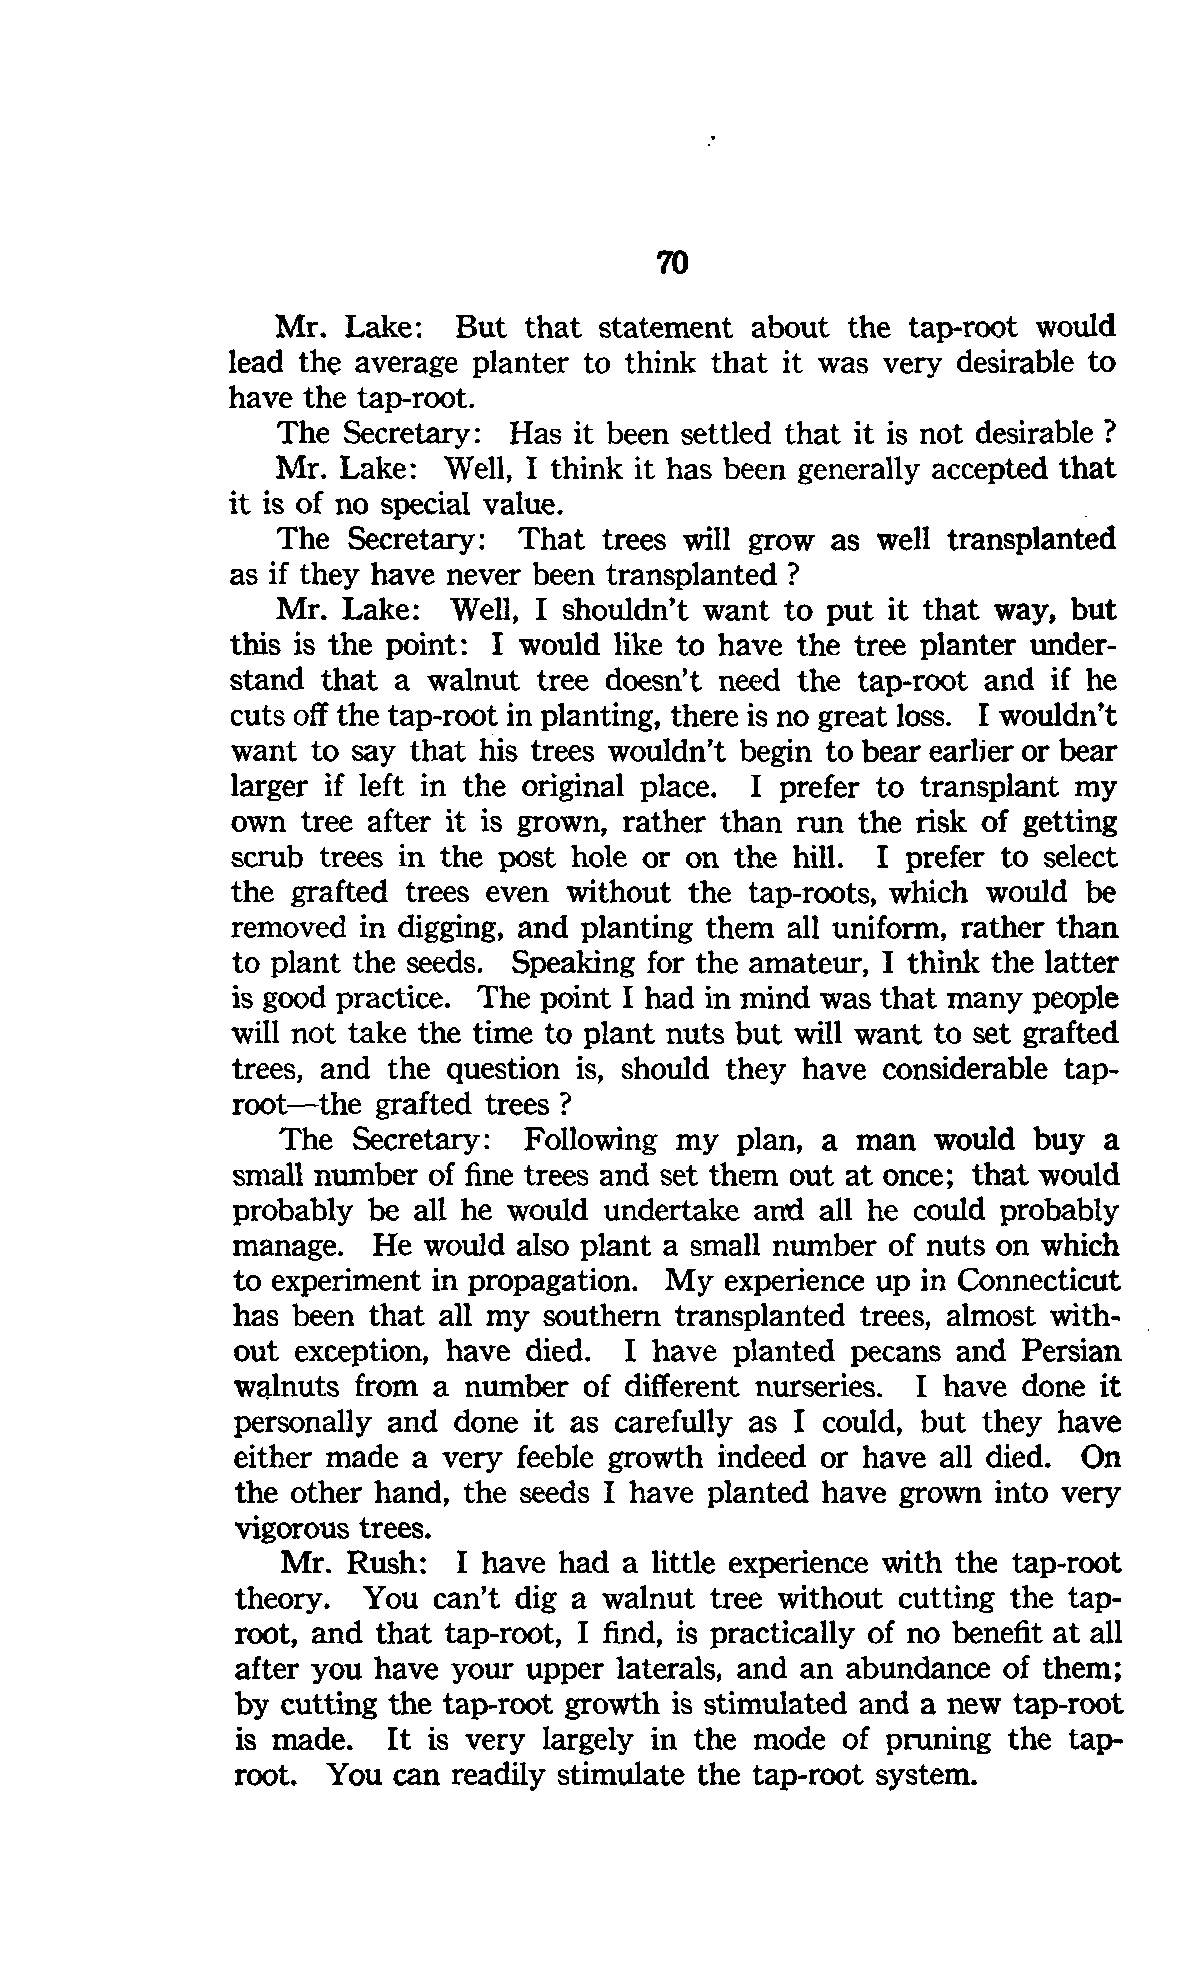 70
Mr. Lake: But that statement about the tap-root would
lead the average planter to think that it was very desirable to
have the tap-root.
The Secretary: Has it been settled that it is not desirable ?
Mr. Lake: Well, I think it has been generally accepted that
it is of no special value.
The Secretary: That trees will grow as well transplanted
as if they have never been transplanted ?
Mr. Lake: Well, I shouldn't want to put it that way, but
this is the point: I would like to have the tree planter under-
stand that a walnut tree doesn't need the tap-root and if he
cuts off the tap-root in planting, there is no great loss. I wouldn't
want to say that his trees wouldn't begin to bear earlier or bear
larger if left in the original place. I prefer to transplant my
own tree after it is grown, rather than run the risk of getting
scrub trees in the post hole or on the hill. I prefer to select
the grafted trees even without the tap-roots, which would be
removed in digging, and planting them all uniform, rather than
to plant the seeds. Speaking for the amateur, I think the latter
is good practice. The point I had in mind was that many people
will not take the time to plant nuts but will want to set grafted
trees, and the question is, should they have considerable tap-
root—the grafted trees ?
The Secretary: Following my plan, a man would buy a
small number of fine trees and set them out at once; that would
probably be all he would undertake and all he could probably
manage. He would also plant a small number of nuts on which
to experiment in propagation. My experience up in Connecticut
has been that all my southern transplanted trees, almost with-
out exception, have died. I have planted pecans and Persian
walnuts from a number of different nurseries. I have done it
personally and done it as carefully as I could, but they have
either made a very feeble growth indeed or have all died. On
the other hand, the seeds I have planted have grown into very
vigorous trees.
Mr. Rush: I have had a little experience with the tap-root
theory. You can't dig a walnut tree without cutting the tap-
root, and that tap-root, I find, is practically of no benefit at all
after you have your upper laterals, and an abundance of them;
by cutting the tap-root growth is stimulated and a new tap-root
is made. It is very largely in the mode of pruning the tap-
root. You can readily stimulate the tap-root system.